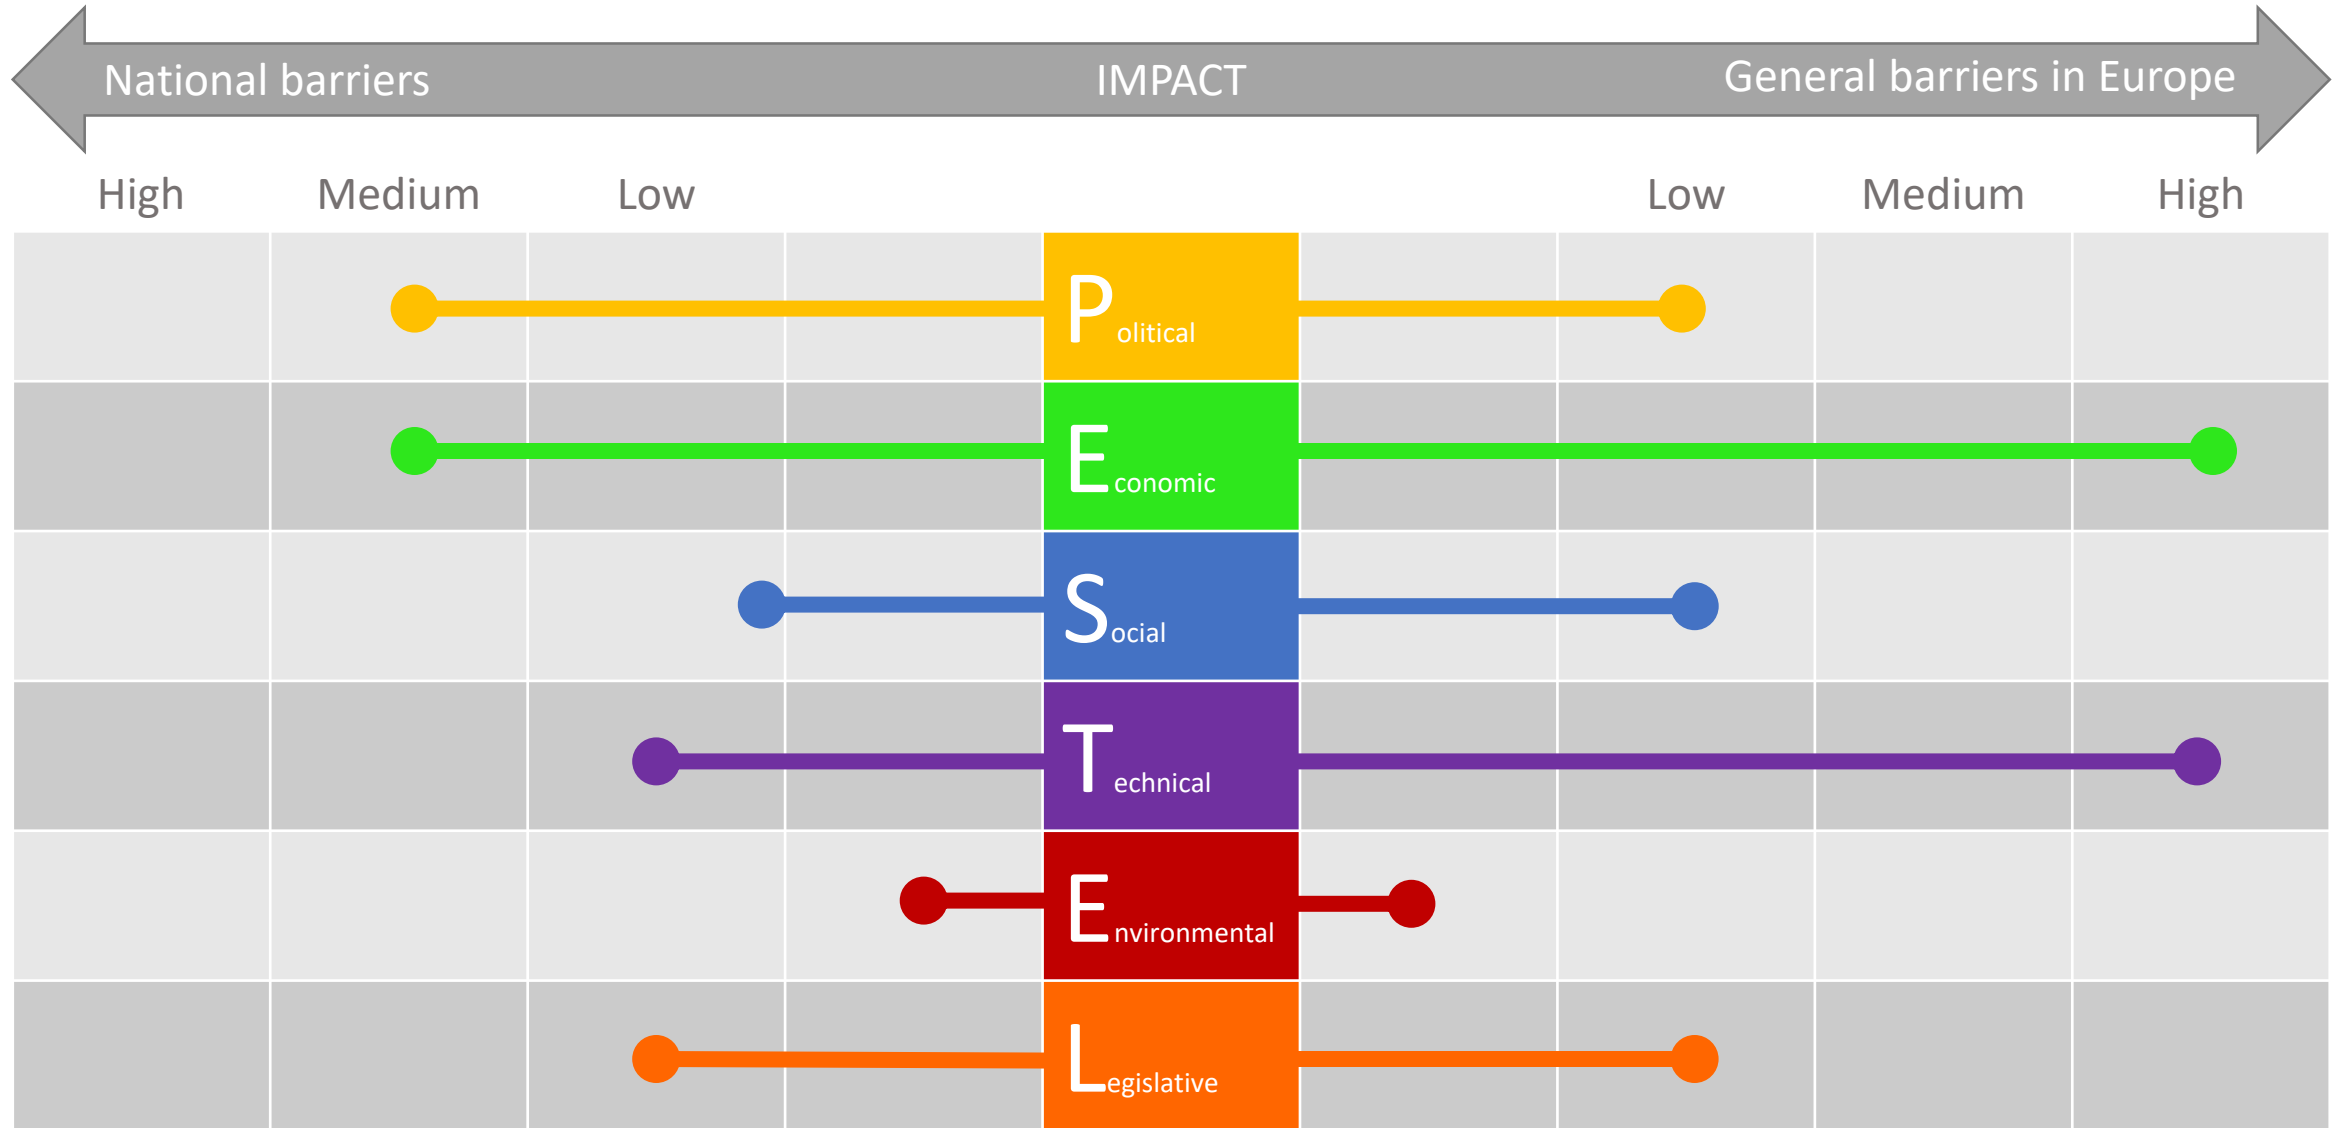 National barriers IMPACT General barriers in Europe
High Medium Low Low Medium High
Political
Economic
Social
Technical
Environmental
Legislative